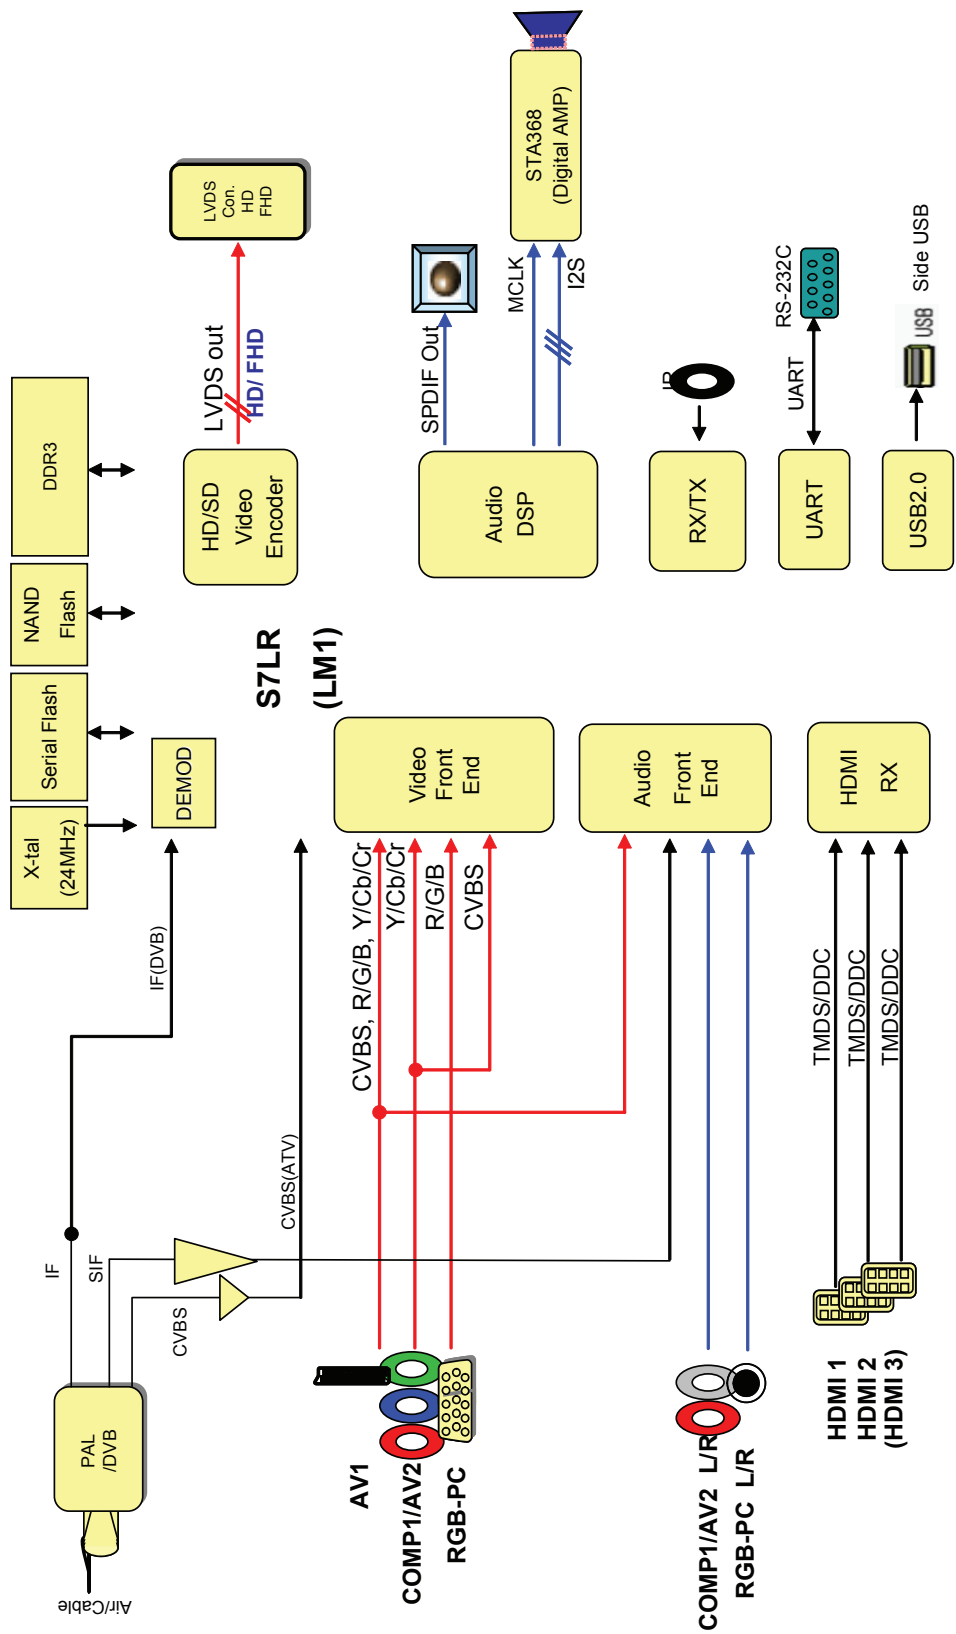 X-tal
(24MHz)
Serial Flash
NAND
Flash
DDR3
Air/Cable
PAL
/DVB
IF
SIF
CVBS
IF(DVB)
CVBS(ATV)
DEMOD
S7LR
(LM1)
HD/SD
Video
Encoder
LVDS out
HD/ FHD
LVDS
Con.
HD
FHD
AV1
COMP1/AV2
RGB-PC
CVBS, R/G/B, Y/Cb/Cr
Y/Cb/Cr
R/G/B
CVBS
Video
Front
End
Audio
DSP
SPDIF Out
MCLK
I2S
STA368
(Digital AMP)
COMP1/AV2 L/R
RGB-PC L/R
Audio
Front
End
RX/TX
IR
HDMI 1
HDMI 2
(HDMI 3)
TMDS/DDC
TMDS/DDC
TMDS/DDC
HDMI
RX
UART
UART
RS-232C
USB2.0
USB
Side USB